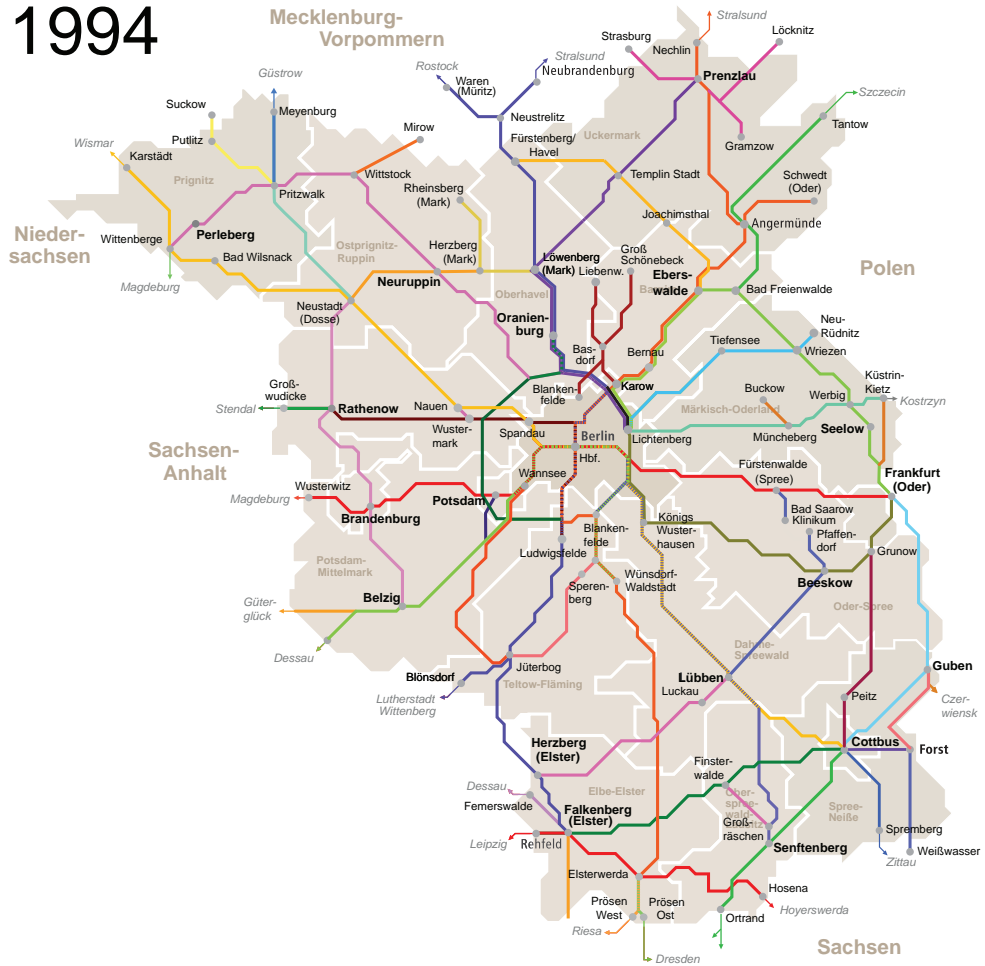 1994
Mecklenburg-
Vorpommern
Stralsund
Strasburg
Nechlin
Löcknitz
Rostock
Stralsund
Güstrow
Waren
(Müritz)
Neubrandenburg
Prenzlau
Szczecin
Suckow
Meyenburg
Neustrelitz
Tantow
Putlitz
Mirow
Fürstenberg/
Havel
Uckermark
Gramzow
Wismar
Karstädt
Prignitz
Wittstock
Templin Stadt
Schwedt
(Oder)
Pritzwalk
Rheinsberg
(Mark)
Joachimsthal
Angermünde
Nieder-
sachsen
Wittenberge
Perleberg
Ostprignitz-
Ruppin
Herzberg
(Mark)
Löwenberg
(Mark)
Groß
Schönebeck
Liebenw.
Bad Wilsnack
Neuruppin
Ebers-
walde
Polen
Magdeburg
Oberhavel
Bad Freienwalde
Neustadt
(Dosse)
Oranien-
burg
Neu-
Rüdnitz
Tiefensee
Bas-
dorf
Bernau
Wriezen
Groß-
wudicke
Blanken-
felde
Karow
Buckow
Werbig
Küstrin-
Kietz
Stendal
Rathenow
Nauen
Märkisch-Oderland
Kostrzyn
Wuster-
mark
Spandau
Berlin
Lichtenberg
Müncheberg
Seelow
Sachsen-
Anhalt
Hbf.
Wannsee
Fürstenwalde
(Spree)
Frankfurt
(Oder)
Wusterwitz
Magdeburg
Potsdam
Brandenburg
Bad Saarow
Klinikum
Blanken-
felde
Königs
Wuster-
hausen
Pfaffen-
dorf
Ludwigsfelde
Grunow
Potsdam-
Mittelmark
Beeskow
Speren-
berg
Wünsdorf-
Waldstadt
Güter-
glück
Belzig
Oder-Spree
Dessau
Dahme-
Spreewald
Blönsdorf
Jüterbog
Lübben
Guben
Teltow-Fläming
Luckau
Peitz
Lutherstadt
Wittenberg
Czer-
wiensk
Herzberg
(Elster)
Cottbus
Forst
Finster-
walde
Dessau
Femerswalde
Elbe-Elster
Ober-
spree-
wald-
Falkenberg
(Elster)
Spree-
Neiße
Groß-
räschen
Spremberg
Leipzig
Rehfeld
Senftenberg
Weißwasser
Zittau
Elsterwerda
Hosena
Prösen
West
Prösen
Ost
Ortrand
Hoyerswerda
Riesa
Sachsen
Dresden